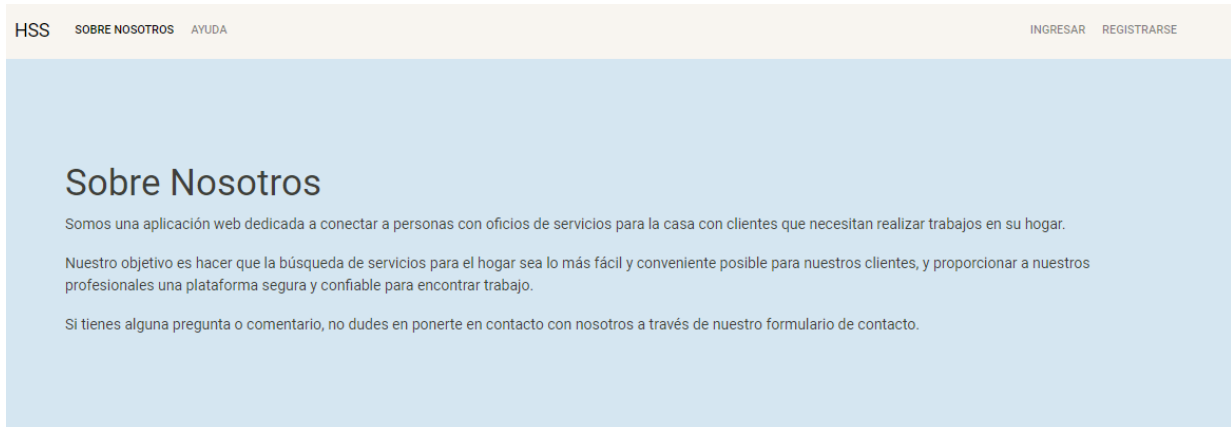 HSS SOBRE NOSOTROS AYUDA INGRESAR REGISTRARSE
Sobre Nosotros
Somos una aplicación web dedicada a conectar a personas con oficios de servicios para la casa con clientes que necesitan realizar trabajos en su hogar.
Nuestro objetivo es hacer que la búsqueda de servicios para el hogar sea lo más fácil y conveniente posible para nuestros clientes, y proporcionar a nuestros
profesionales una plataforma segura y confiable para encontrar trabajo.
Si tienes alguna pregunta o comentario, no dudes en ponerte en contacto con nosotros a través de nuestro formulario de contacto.